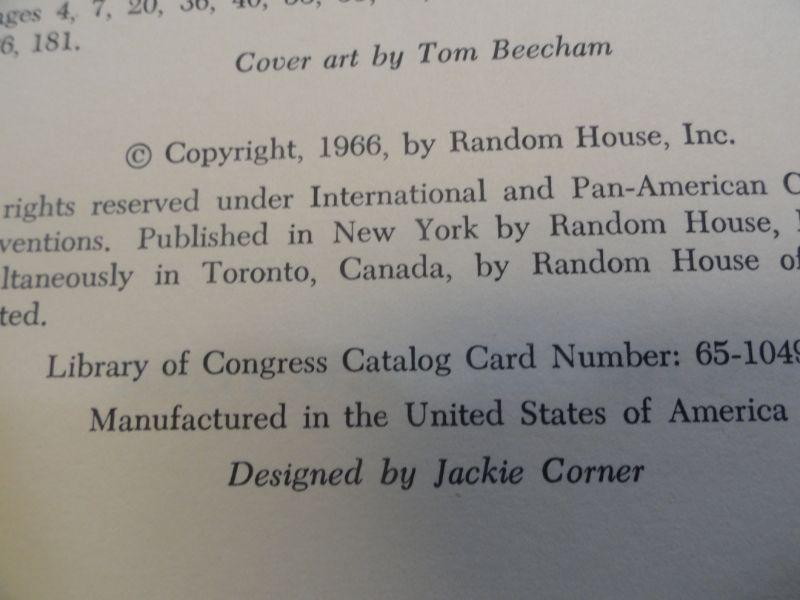 ages 4, 7, 20, 36,
6, 181.
Cover art by Tom Beecham
© Copyright, 1966, by Random House, Inc.
rights reserved under International and Pan-American C
ventions. Published in New York by Random House,
ltaneously in Toronto, Canada, by Random House of
ted.
Library of Congress Catalog Card Number: 65-1049
Manufactured in the United States of America
Designed by Jackie Corner